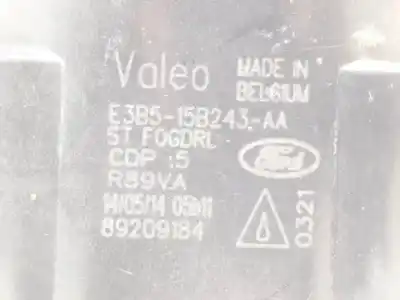 Valeo
MADE IN
BELGIUM
E3B5-15B243-AA
ST FOGDRL
CDP :5
Ford
R89VA
14/05/14 05h11
89209184
0321